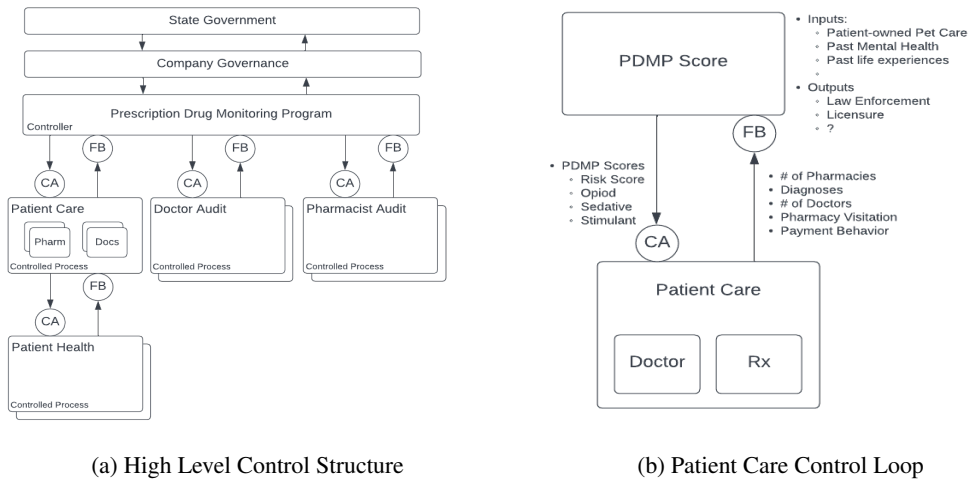 State Government
Company Governance
Prescription Drug Monitoring Program
Controller
FB
FB
FB
CA
CA
CA
Patient Care
Pharm
Docs
Controlled Process
Doctor Audit
Controlled Process
Pharmacist Audit
Controlled Process
FB
CA
Patient Health
Controlled Process
(a) High Level Control Structure
PDMP Score
• Inputs:
◦ Patient-owned Pet Care
◦ Past Mental Health
◦ Past life experiences
◦
• Outputs
◦ Law Enforcement
◦ Licensure
◦ ?
FB
• PDMP Scores
◦ Risk Score
◦ Opiod
◦ Sedative
◦ Stimulant
• # of Pharmacies
• Diagnoses
• # of Doctors
• Pharmacy Visitation
• Payment Behavior
CA
Patient Care
Doctor
Rx
(b) Patient Care Control Loop